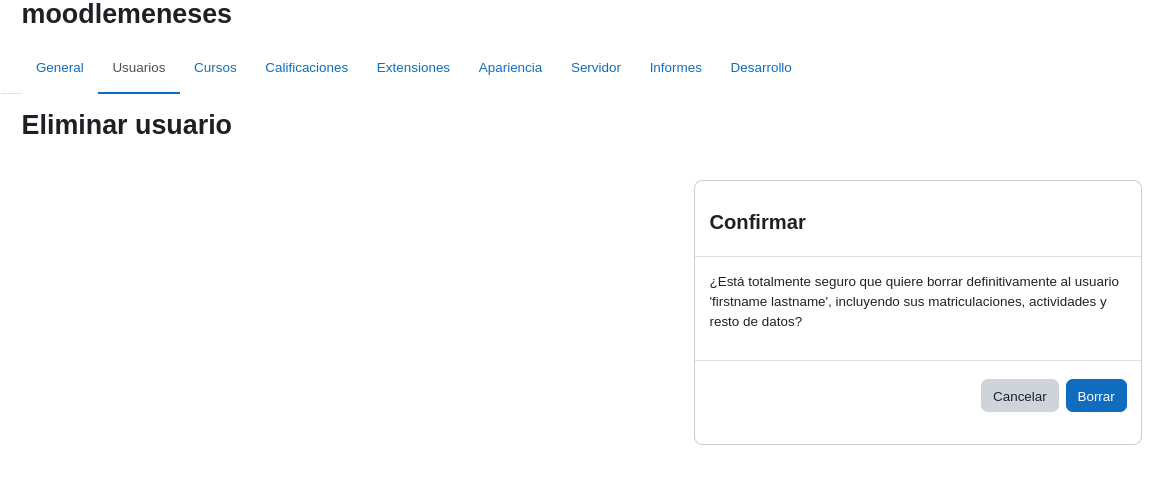 moodlemeneses
General Usuarios Cursos Calificaciones Extensiones Apariencia Servidor Informes Desarrollo
Eliminar usuario
Confirmar
¿Está totalmente seguro que quiere borrar definitivamente al usuario
'firstname lastname', incluyendo sus matriculaciones, actividades y
resto de datos?
Cancelar Borrar